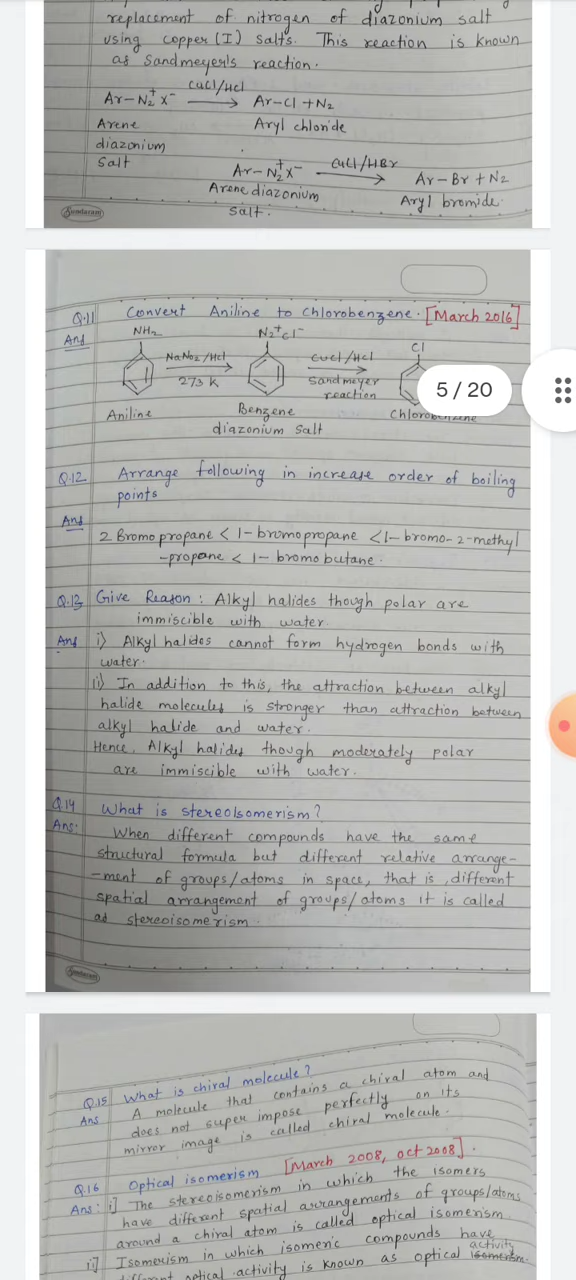 replacement of nitrogen of diazonium salt
using copper (I) salts. This reaction is known
as Sandmeyer's reaction.
Ar-N₂⁺X⁻ CuCl/HCl → Ar-Cl + N₂
Arene diazonium salt
Aryl chloride
Ar-N₂⁺X⁻ CuCl/HBr → Ar-Br + N₂
Arene diazonium salt.
Aryl bromide.
Sundaram
Q.11 Convert Aniline to Chlorobenzene. [March 2016]
Ans
NH₂ N₂⁺Cl⁻ Cl
NaNO₂/HCl CuCl/HCl
273 K Sandmeyer reaction
5 / 20
Aniline Benzene diazonium salt
Q.12 Arrange following in increase order of boiling
points
Ans
2 Bromopropane < 1-bromopropane < 1-bromo-2-methyl
-propane < 1-bromobutane.
Q.13 Give Reason : Alkyl halides though polar are
immiscible with water.
Ans i) Alkyl halides cannot form hydrogen bonds with
water.
ii) In addition to this, the attraction between alkyl
halide molecules is stronger than attraction between
alkyl halide and water.
Hence, Alkyl halides though moderately polar
are immiscible with water.
Q14 What is stereoisomerism?
Ans:
When different compounds have the same
structural formula but different relative arrange-
-ment of groups/atoms in space, that is, different
spatial arrangement of groups/atoms it is called
as stereoisomerism.
Sundaram
Q.15 What is chiral molecule?
Ans A molecule that contains a chiral atom and
does not super impose perfectly on its
mirror image is called chiral molecule.
Q.16 Optical isomerism [March 2008, oct 2008].
Ans: i] The stereoisomerism in which the isomers
have different spatial arrangements of groups/atoms
around a chiral atom is called optical isomerism.
ii] Isomerism in which isomeric compounds have
different optical activity is known as optical activity